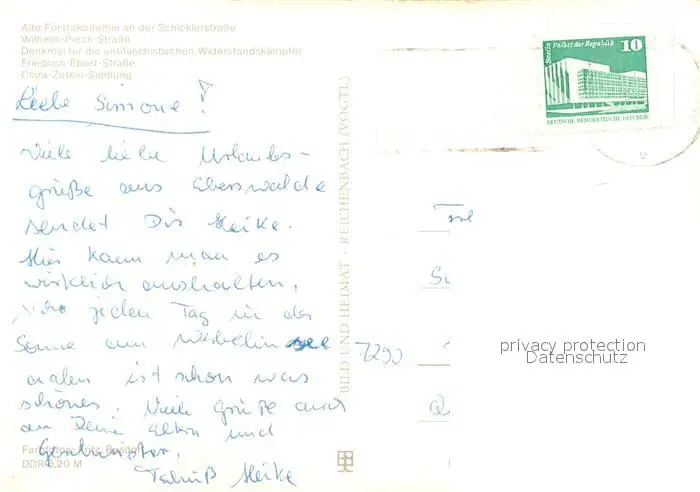 Alte Forstakademie an der Schicklerstraße
Wilhelm-Pieck-Straße
Denkmal für die antifaschistischen Widerstandskämpfer
Friedrich-Ebert-Straße
Clara-Zetkin-Siedlung
Liebe Simone!
Viele liebe Urlaubs-
grüße aus Eberswalde
sendet Dir Heike.
Hier kann man es
wirklich aushalten,
jeden Tag in der
Sonne am Werbellinsee
aalen ist schon was
schönes. Viele Grüße auch
an Deine Eltern und
Geschwister.
Tschüß Heike
DDR 0,20 M
BILD UND HEIMAT · REICHENBACH (VOGTL)
Berlin Palast der Republik
10
DEUTSCHE DEMOKRATISCHE REPUBLIK
7290
privacy protection
Datenschutz